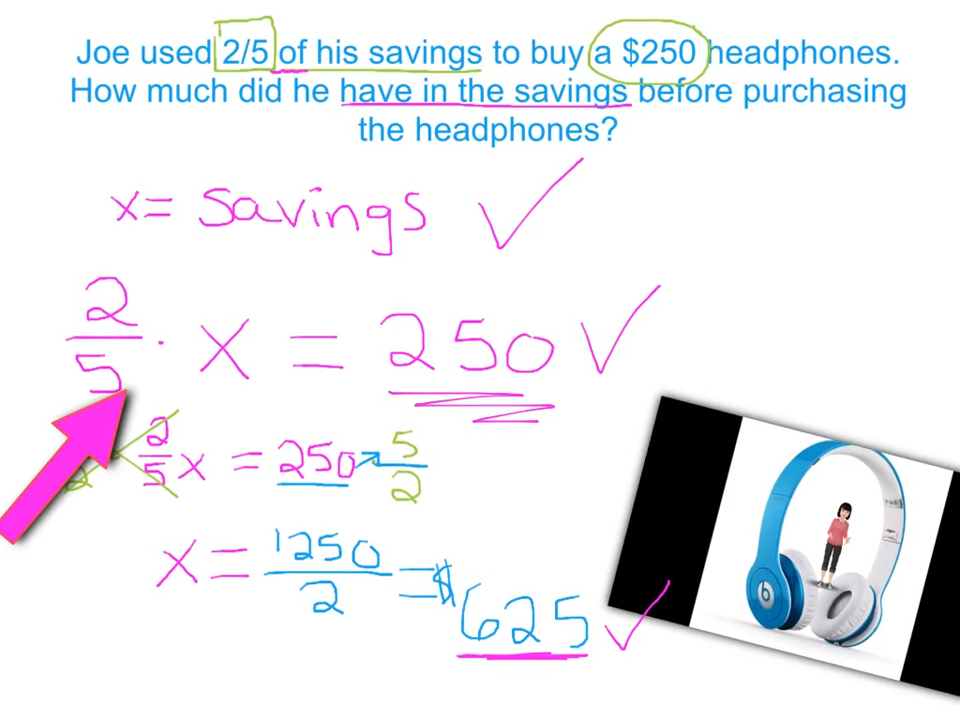 Joe used 2/5 of his savings to buy a $250 headphones.
How much did he have in the savings before purchasing
the headphones?
x = savings
2/5 · x = 250
2/5 x = 250 5/2
x = 1250/2 = $625
b